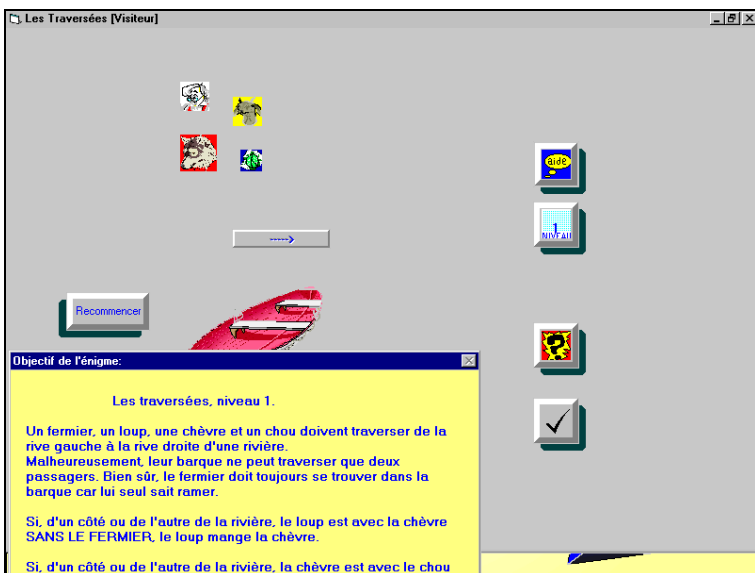 Les Traversées [Visiteur]
aide
1
NIVEAU
---->
Recommencer
Objectif de l'énigme:
Les traversées, niveau 1.
Un fermier, un loup, une chèvre et un chou doivent traverser de la
rive gauche à la rive droite d'une rivière.
Malheureusement, leur barque ne peut traverser que deux
passagers. Bien sûr, le fermier doit toujours se trouver dans la
barque car lui seul sait ramer.
Si, d'un côté ou de l'autre de la rivière, le loup est avec la chèvre
SANS LE FERMIER, le loup mange la chèvre.
Si, d'un côté ou de l'autre de la rivière, la chèvre est avec le chou